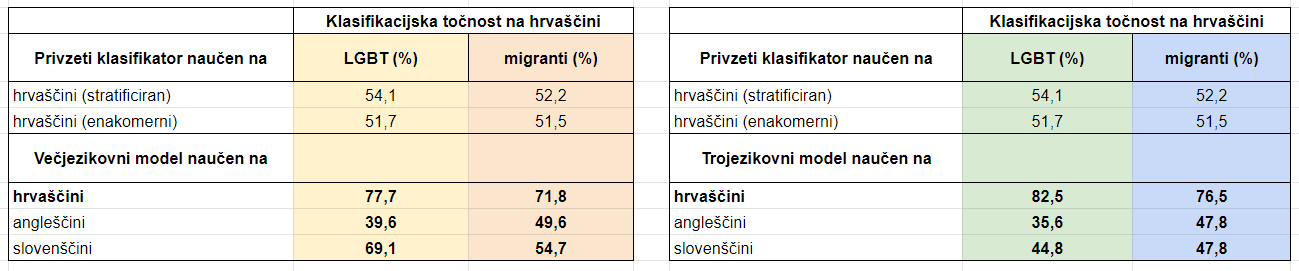 Klasifikacijska točnost na hrvaščini
Privzeti klasifikator naučen na LGBT (%) migranti (%)
hrvaščini (stratificiran) 54,1 52,2
hrvaščini (enakomerni) 51,7 51,5
Večjezikovni model naučen na
hrvaščini 77,7 71,8
angleščini 39,6 49,6
slovenščini 69,1 54,7
Klasifikacijska točnost na hrvaščini
Privzeti klasifikator naučen na LGBT (%) migranti (%)
hrvaščini (stratificiran) 54,1 52,2
hrvaščini (enakomerni) 51,7 51,5
Trojezikovni model naučen na
hrvaščini 82,5 76,5
angleščini 35,6 47,8
slovenščini 44,8 47,8